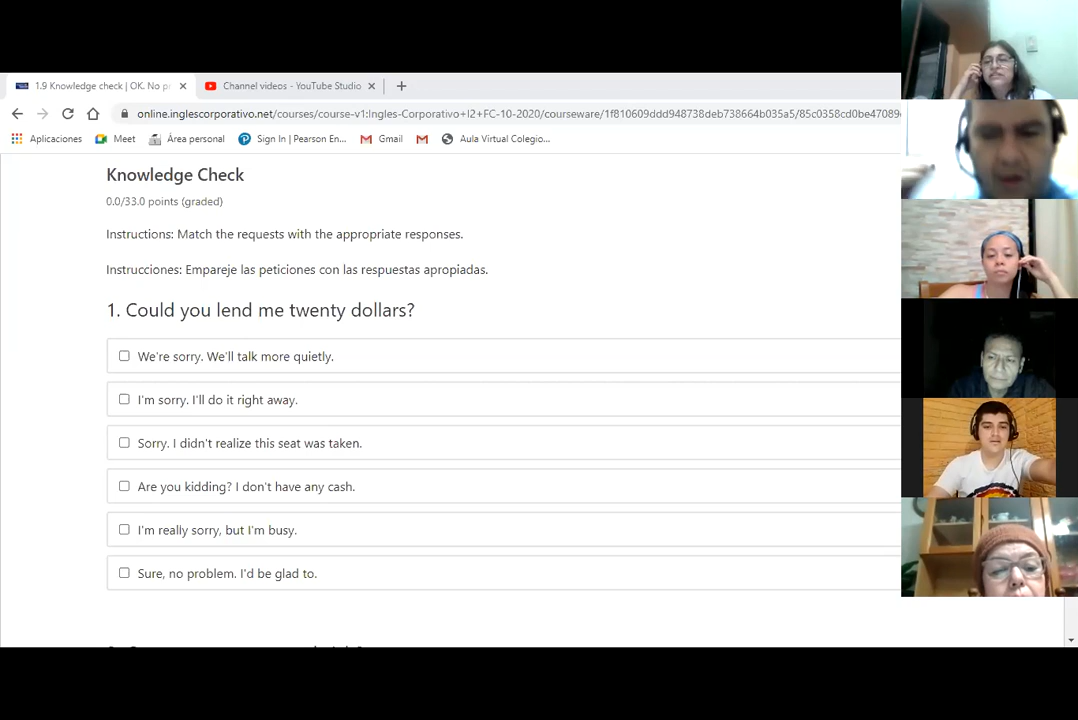 1.9 Knowledge check | OK. No pr
Channel videos - YouTube Studio
online.inglescorporativo.net/courses/course-v1:Ingles-Corporativo+I2+FC-10-2020/courseware/1f810609ddd948738deb738664b035a5/85c0358cd0be47089
Aplicaciones Meet Área personal Sign In | Pearson En... Gmail Aula Virtual Colegio...
Knowledge Check
0.0/33.0 points (graded)
Instructions: Match the requests with the appropriate responses.
Instrucciones: Empareje las peticiones con las respuestas apropiadas.
1. Could you lend me twenty dollars?
We're sorry. We'll talk more quietly.
I'm sorry. I'll do it right away.
Sorry. I didn't realize this seat was taken.
Are you kidding? I don't have any cash.
I'm really sorry, but I'm busy.
Sure, no problem. I'd be glad to.